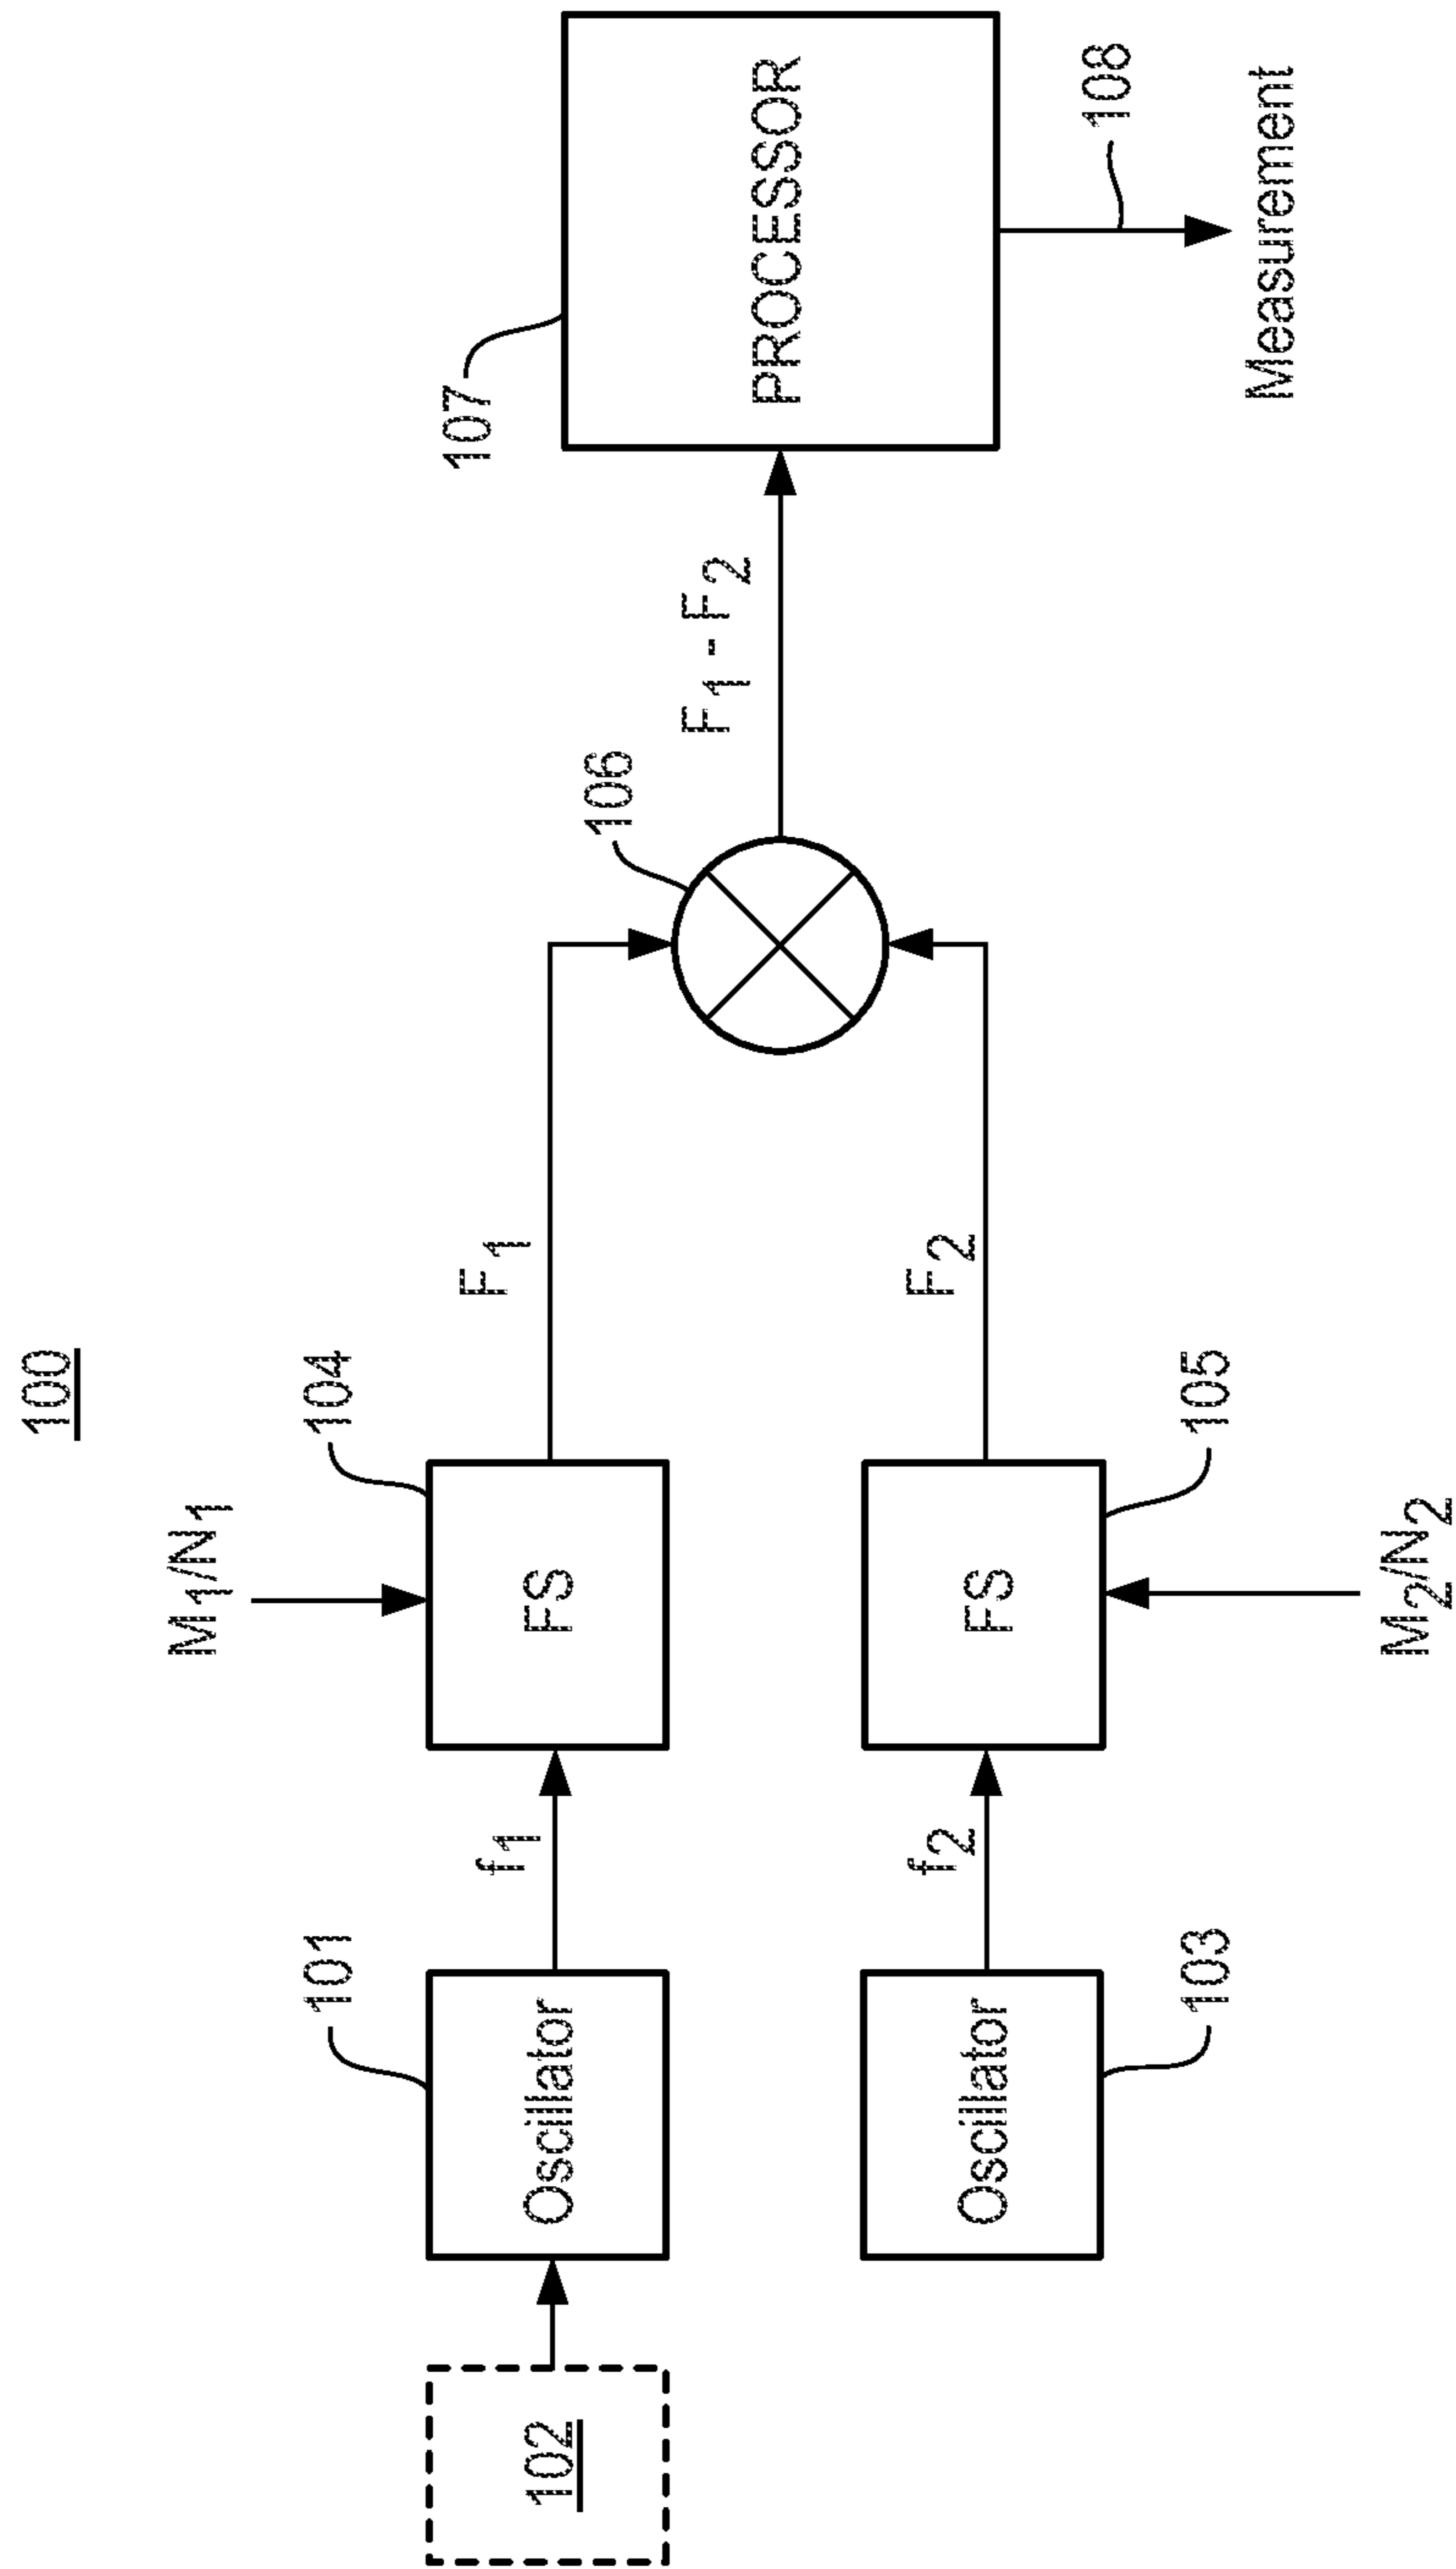 100
M1/N1
104
101
107
F1
f1
106
FS
Oscillator
102
F1 - F2
PROCESSOR
F2
f2
FS
Oscillator
108
105
103
Measurement
M2/N2